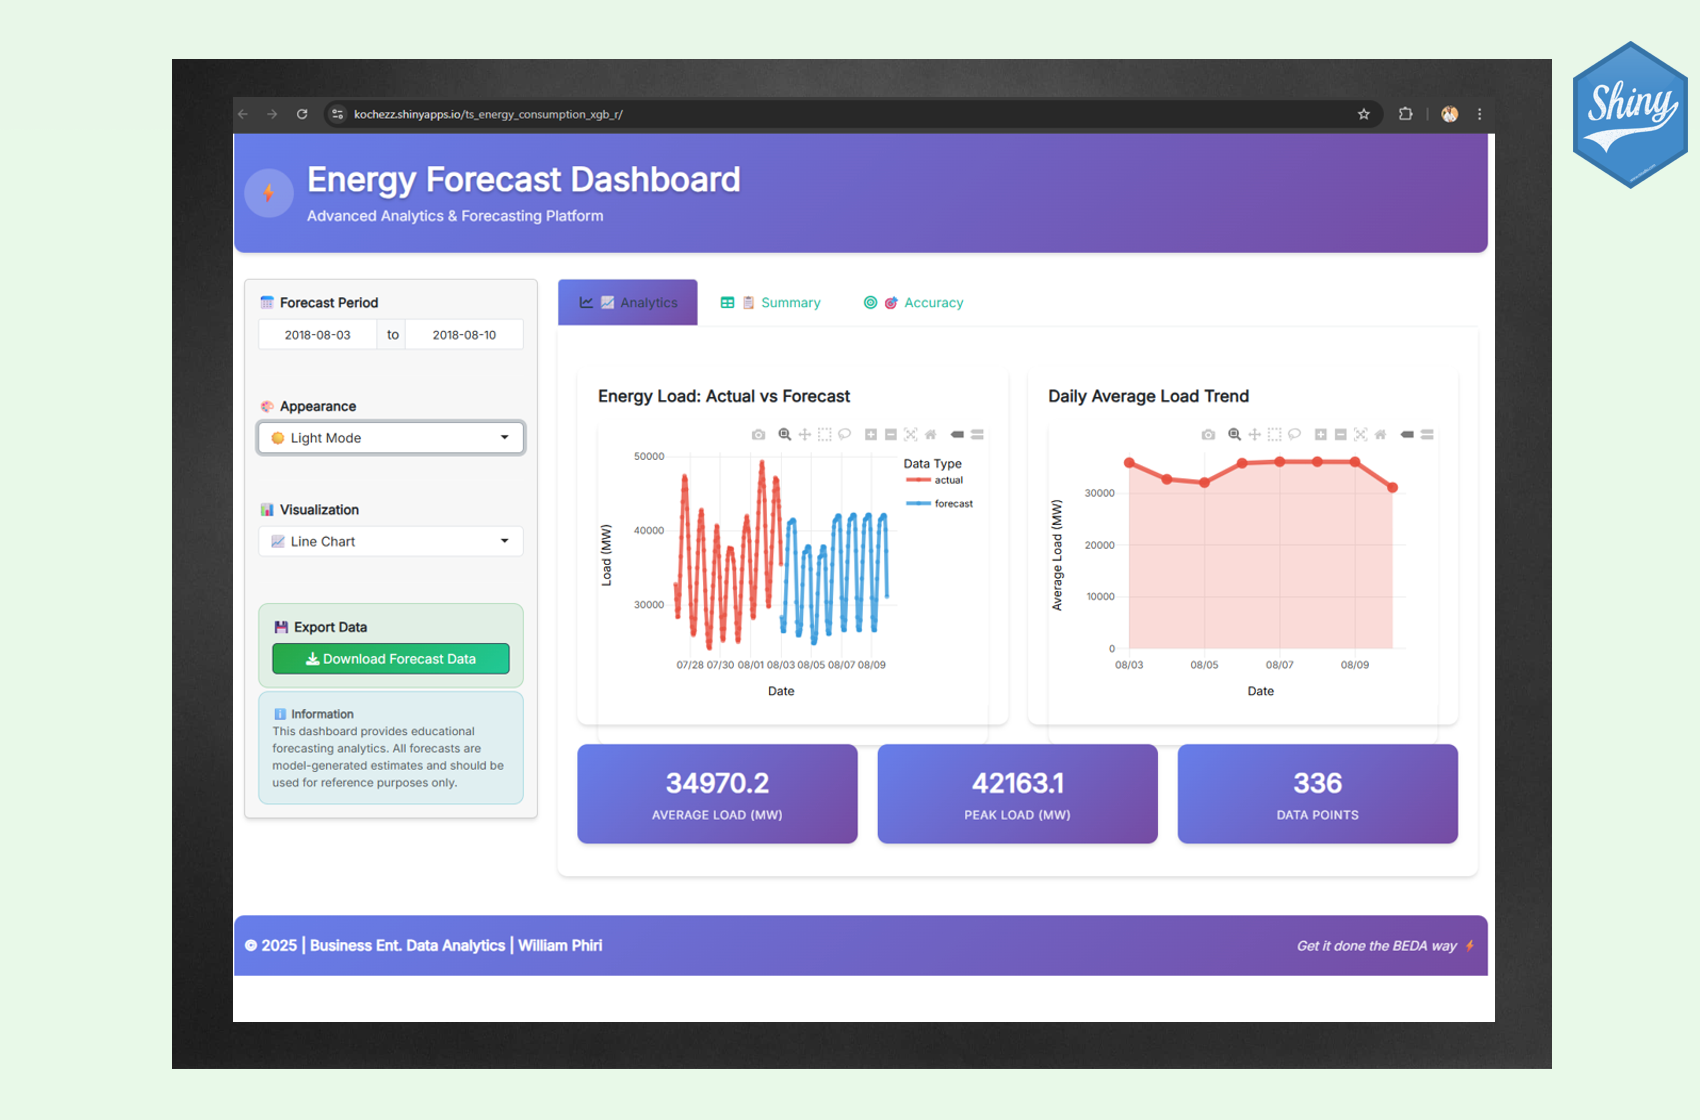 kochezz.shinyapps.io/ts_energy_consumption_xgb_r/
Shiny
Energy Forecast Dashboard
Advanced Analytics & Forecasting Platform
Forecast Period
2018-08-03 to 2018-08-10
Appearance
Light Mode
Visualization
Line Chart
Export Data
Download Forecast Data
Information
This dashboard provides educational
forecasting analytics. All forecasts are
model-generated estimates and should be
used for reference purposes only.
Analytics Summary Accuracy
Energy Load: Actual vs Forecast
Data Type
actual
forecast
50000
40000
30000
Load (MW)
07/28 07/30 08/01 08/03 08/05 08/07 08/09
Date
Daily Average Load Trend
30000
20000
10000
0
Average Load (MW)
08/03 08/05 08/07 08/09
Date
34970.2
AVERAGE LOAD (MW)
42163.1
PEAK LOAD (MW)
336
DATA POINTS
© 2025 | Business Ent. Data Analytics | William Phiri
Get it done the BEDA way